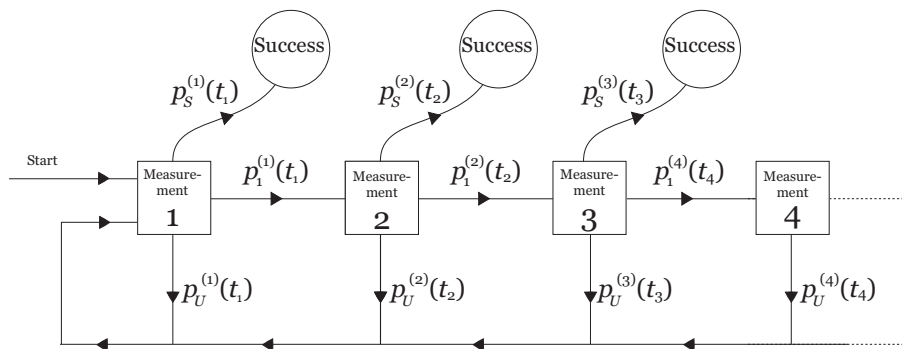 Success Success Success
p_S^(1)(t_1) p_S^(2)(t_2) p_S^(3)(t_3)
Start
Measure-
ment
1
p_1^(1)(t_1)
Measure-
ment
2
p_1^(2)(t_2)
Measure-
ment
3
p_1^(4)(t_4)
Measure-
ment
4
p_U^(1)(t_1) p_U^(2)(t_2) p_U^(3)(t_3) p_U^(4)(t_4)